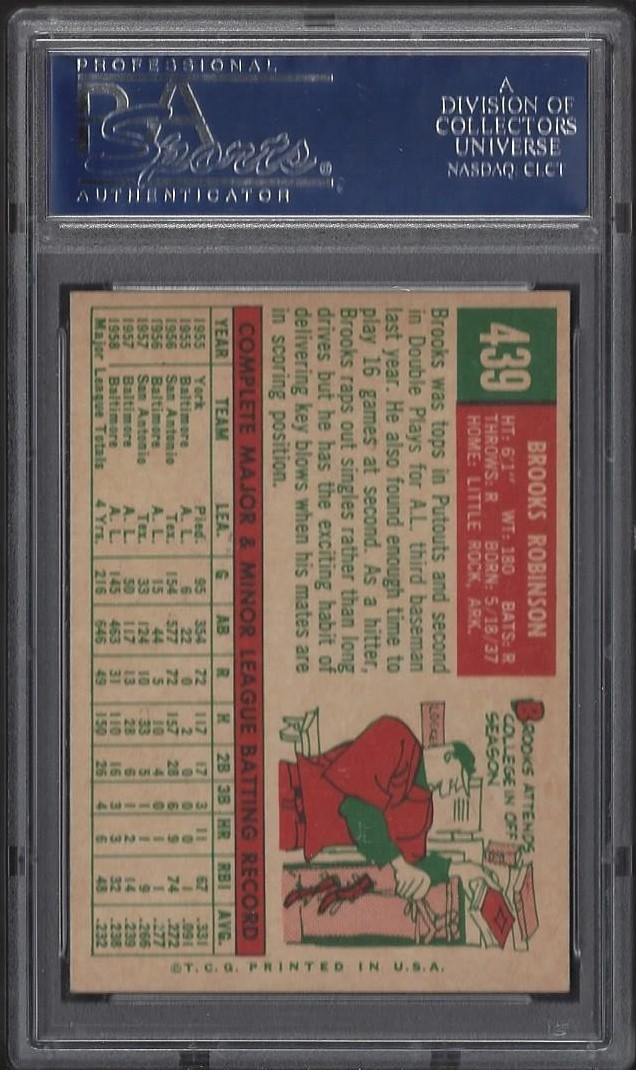 PROFESSIONAL
PSA
Sports®
AUTHENTICATOR
A
DIVISION OF
COLLECTORS
UNIVERSE
NASDAQ CLCT
439
BROOKS ROBINSON
HT: 6'1" WT: 180 BATS: R
THROWS: R BORN: 5/18/37
HOME: LITTLE ROCK, ARK.
Brooks was tops in Putouts and second
in Double Plays for A.L. third baseman
last year. He also found enough time to
play 16 games at second. As a hitter,
Brooks raps out singles rather than long
drives but he has the exciting habit of
delivering key blows when his mates are
in scoring position.
BROOKS ATTENDS
COLLEGE IN OFF
SEASON
LOCKER
COMPLETE MAJOR & MINOR LEAGUE BATTING RECORD
YEAR TEAM LEA. G AB R H 2B 3B HR RBI AVG.
1955 York Pied. 95 354 72 117 17 3 11 67 .331
1955 Baltimore A. L. 6 22 0 2 0 0 0 1 .091
1956 San Antonio Tex. 154 577 72 157 28 6 9 74 .272
1956 Baltimore A. L. 15 44 5 10 4 0 1 1 .277
1957 San Antonio Tex. 33 124 10 33 5 1 1 9 .266
1957 Baltimore A. L. 50 117 13 28 6 1 2 14 .239
1958 Baltimore A. L. 145 463 31 110 16 3 3 32 .238
Major League Totals 4 Yrs. 216 646 49 150 26 4 6 48 .232
©T.C.G. PRINTED IN U.S.A.